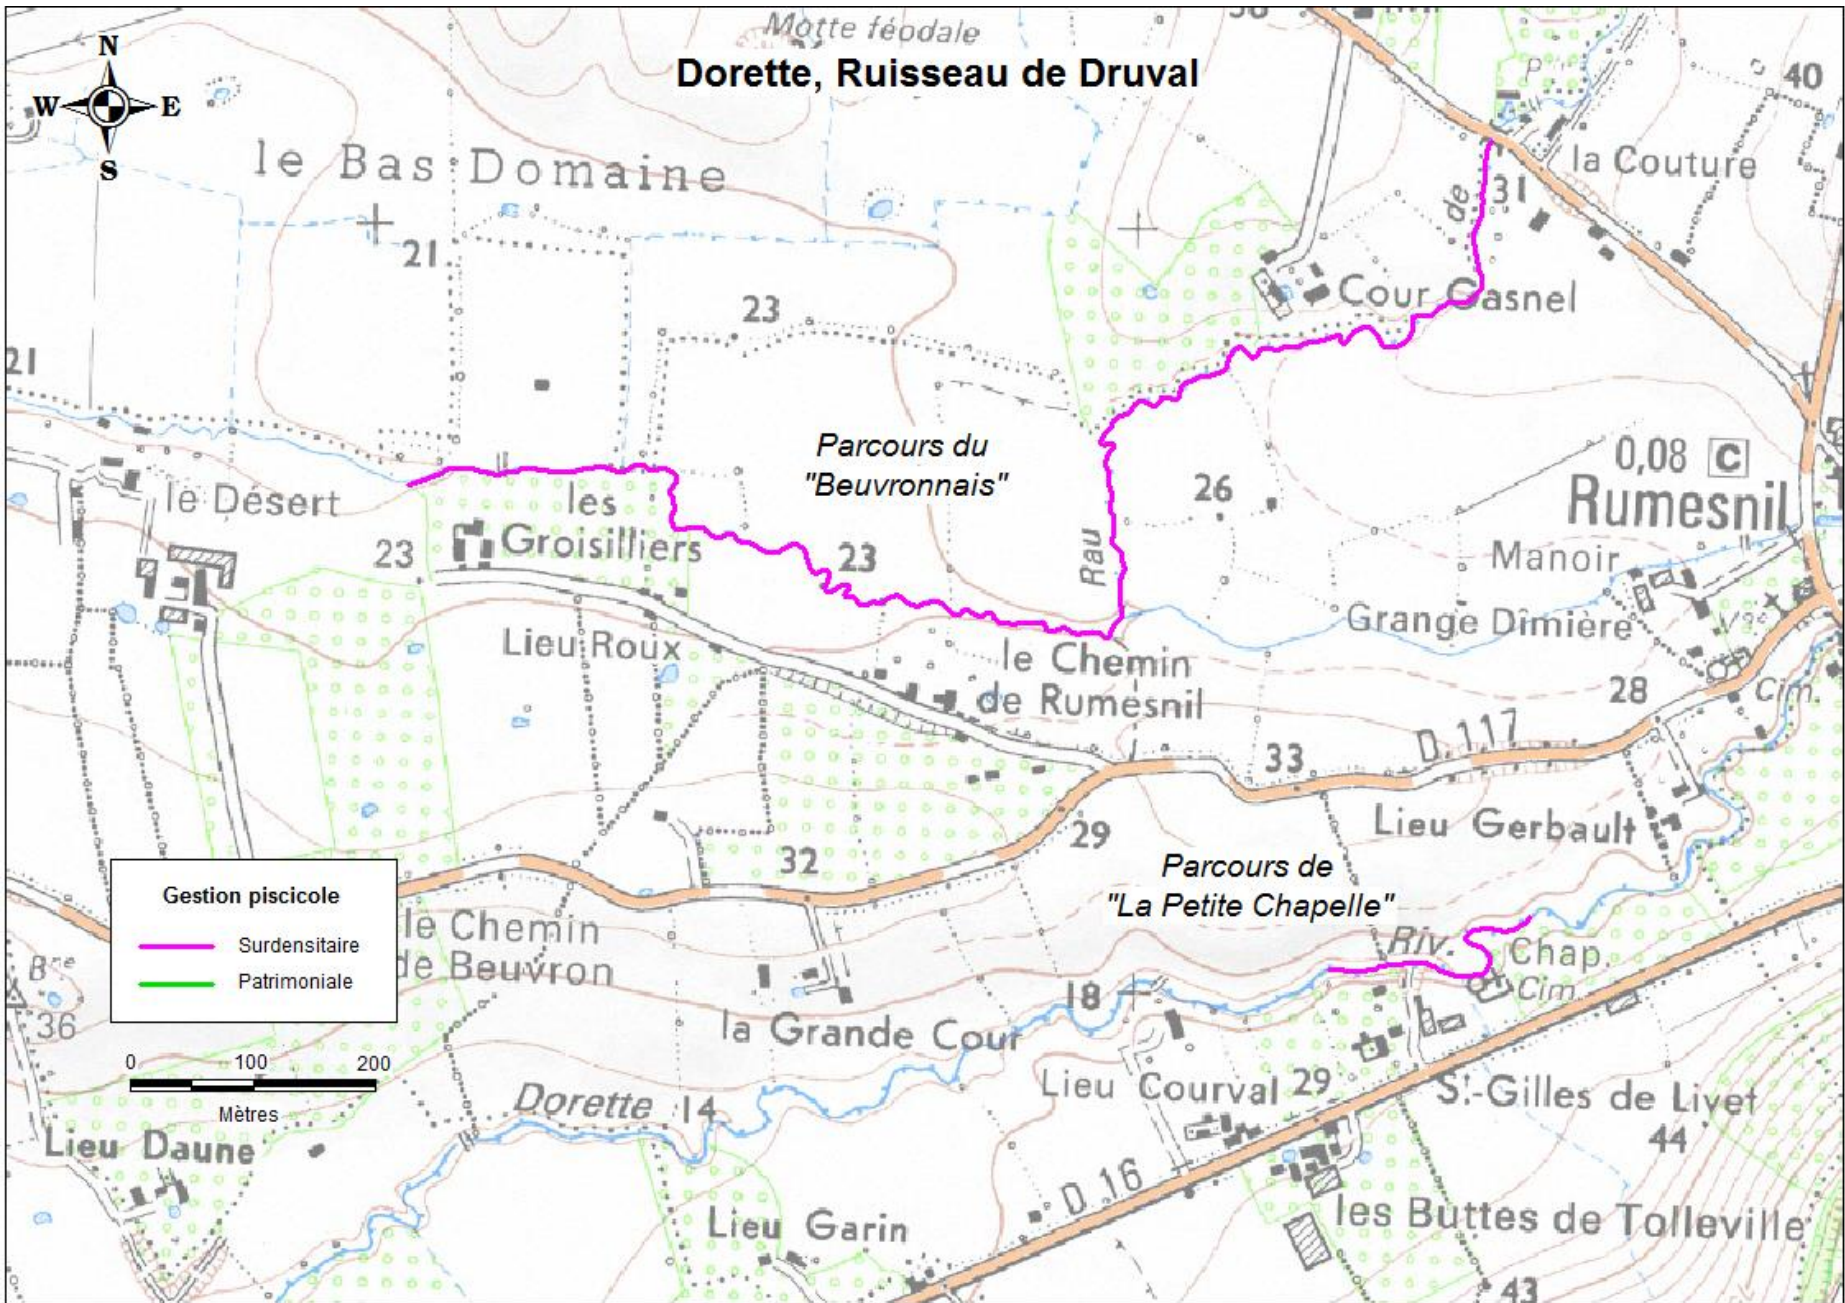 Motte féodale
Dorette, Ruisseau de Druval
N
W E
S
40
le Bas Domaine
la Couture
de
31
21
Cour Gasnel
23
21
Parcours du
"Beuvronnais"
0,08 C
Rumesnil
26
le Désert
les
Groisilliers
23
23
Rau
Manoir
Grange Dîmière
Lieu Roux
le Chemin
de Rumesnil
28
Cim.
D. 117
33
Lieu Gerbault
29
32
Parcours de
"La Petite Chapelle"
Gestion piscicole
Surdensitaire
Patrimoniale
le Chemin
de Beuvron
Riv.
Chap.
Cim.
Bne
36
18
la Grande Cour
0 100 200
Mètres
Lieu Courval 29
St-Gilles de Livet
44
Dorette 14
Lieu Daune
D 16
Lieu Garin
les Buttes de Tolleville
43